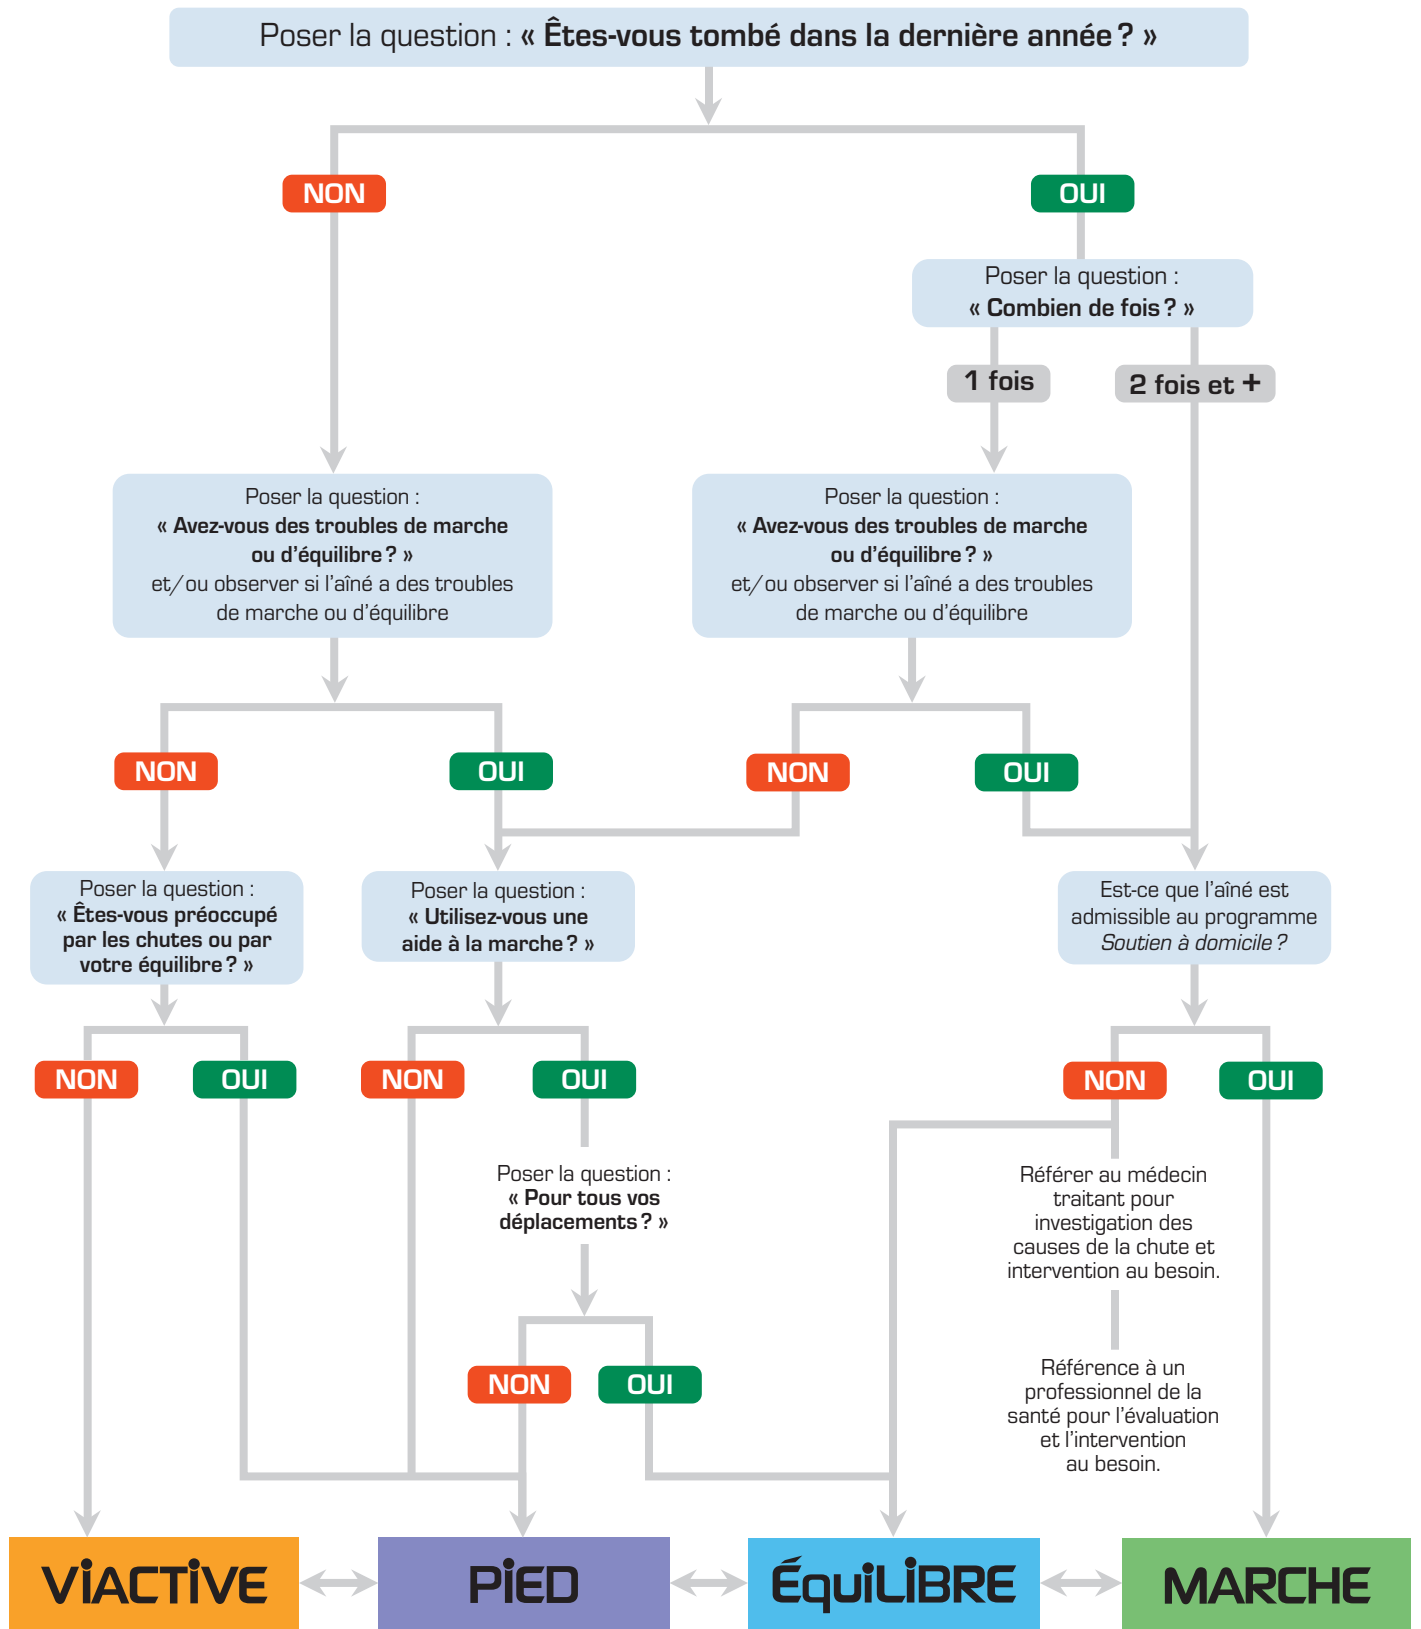 Poser la question : « Êtes-vous tombé dans la dernière année ? »
NON
OUI
Poser la question :
« Combien de fois ? »
1 fois
2 fois et +
Poser la question :
« Avez-vous des troubles de marche
ou d’équilibre ? »
et/ou observer si l’aîné a des troubles
de marche ou d’équilibre
Poser la question :
« Avez-vous des troubles de marche
ou d’équilibre ? »
et/ou observer si l’aîné a des troubles
de marche ou d’équilibre
NON
OUI
NON
OUI
Poser la question :
« Êtes-vous préoccupé
par les chutes ou par
votre équilibre ? »
Poser la question :
« Utilisez-vous une
aide à la marche ? »
Est-ce que l’aîné est
admissible au programme
Soutien à domicile ?
NON
OUI
NON
OUI
NON
OUI
Poser la question :
« Pour tous vos
déplacements ? »
Référer au médecin
traitant pour
investigation des
causes de la chute et
intervention au besoin.
NON
OUI
Référence à un
professionnel de la
santé pour l’évaluation
et l’intervention
au besoin.
ViACTiVE
PiED
ÉquiLiBRE
MARCHE